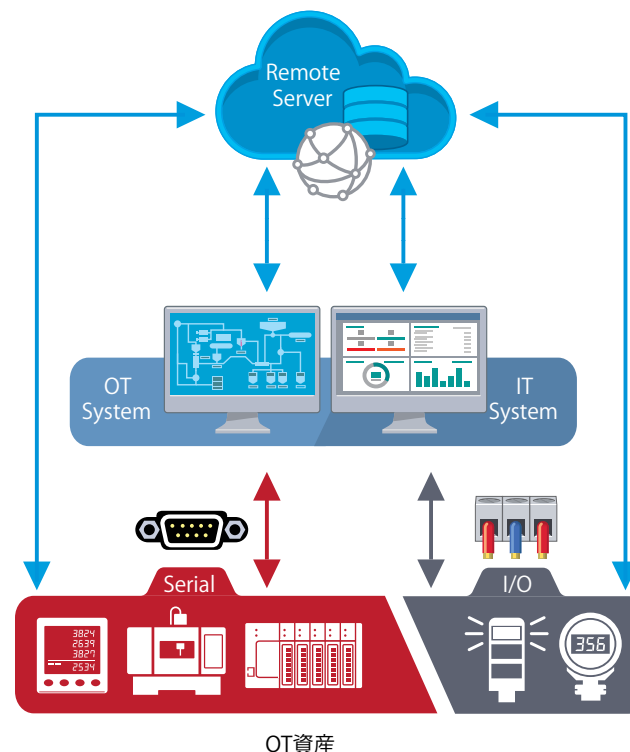 Remote
Server
OT
System
IT
System
Serial
I/O
3824
2639
3827
2534
356
OT資産